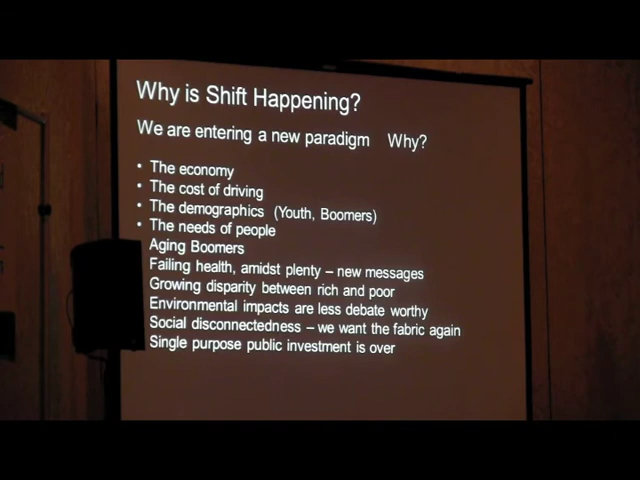 Why is Shift Happening?
We are entering a new paradigm Why?
• The economy
• The cost of driving
• The demographics (Youth, Boomers)
• The needs of people
Aging Boomers
Failing health, amidst plenty – new messages
Growing disparity between rich and poor
Environmental impacts are less debate worthy
Social disconnectedness – we want the fabric again
Single purpose public investment is over